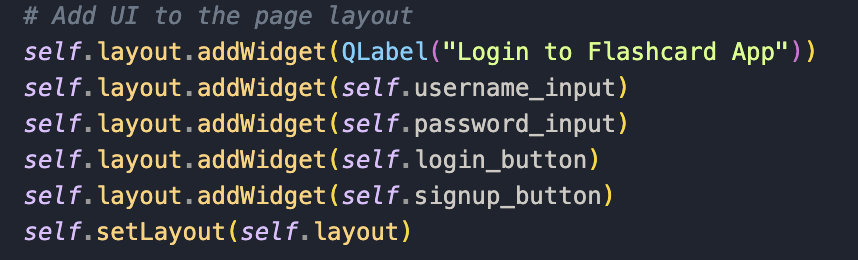 # Add UI to the page layout
self.layout.addWidget(QLabel("Login to Flashcard App"))
self.layout.addWidget(self.username_input)
self.layout.addWidget(self.password_input)
self.layout.addWidget(self.login_button)
self.layout.addWidget(self.signup_button)
self.setLayout(self.layout)